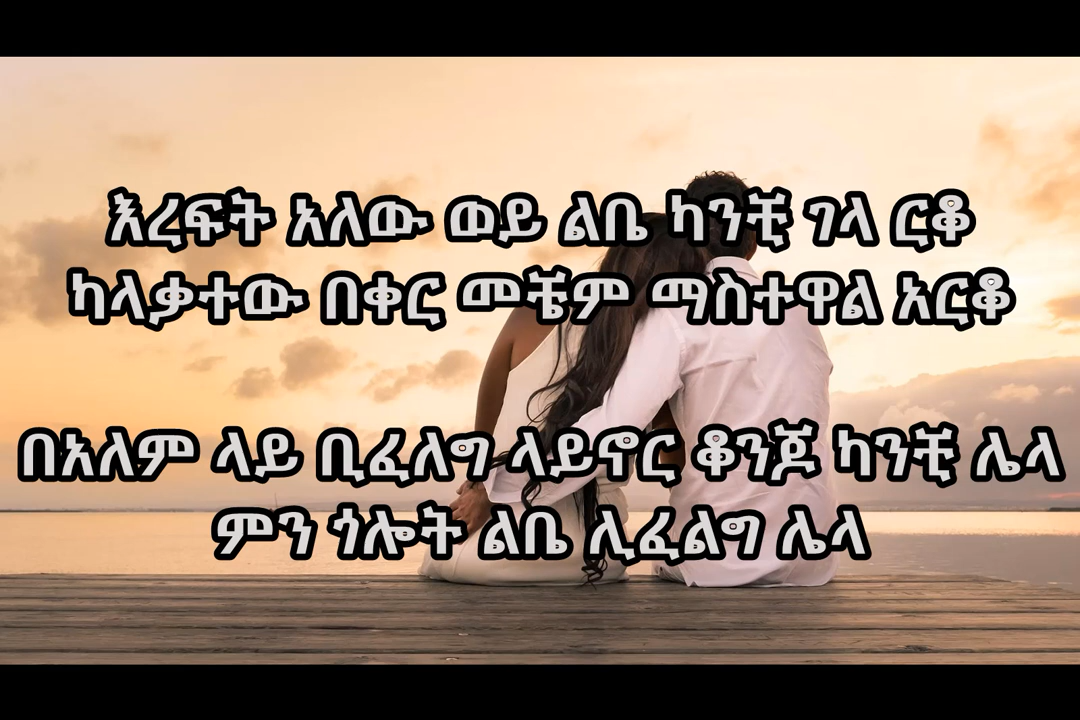 እረፍት አለው ወይ ልቤ ካንቺ ገላ ርቆ
ካላቃተው በቀር መቼም ማስተዋል አርቆ
በአለም ላይ ቢፈለግ ላይኖር ቆንጆ ካንቺ ሌላ
ምን ጎሎት ልቤ ሊፈልግ ሌላ